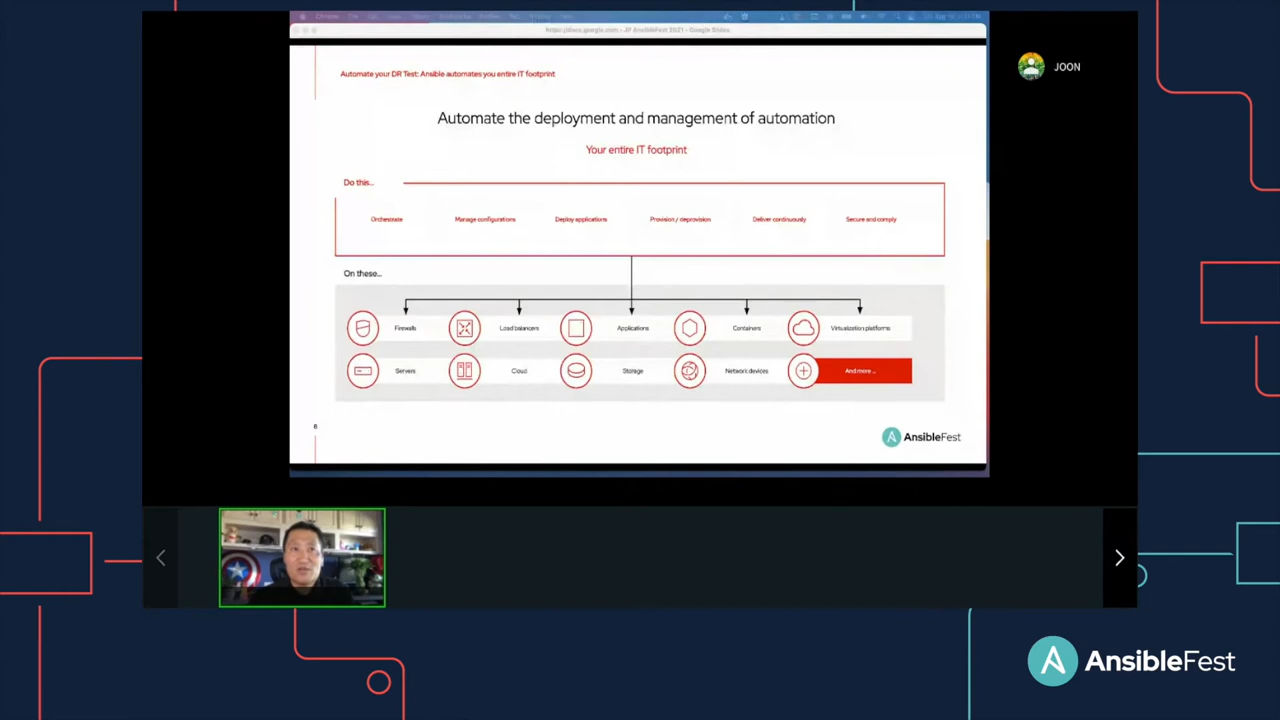 https://docs.google.com - JP AnsibleFest 2021 - Google Slides
JOON
Automate your DR Test: Ansible automates you entire IT footprint
Automate the deployment and management of automation
Your entire IT footprint
Do this...
Orchestrate
Manage configurations
Deploy applications
Provision / deprovision
Deliver continuously
Secure and comply
On these...
Firewalls
Load balancers
Applications
Containers
Virtualization platforms
Servers
Cloud
Storage
Network devices
And more ...
AnsibleFest
AnsibleFest